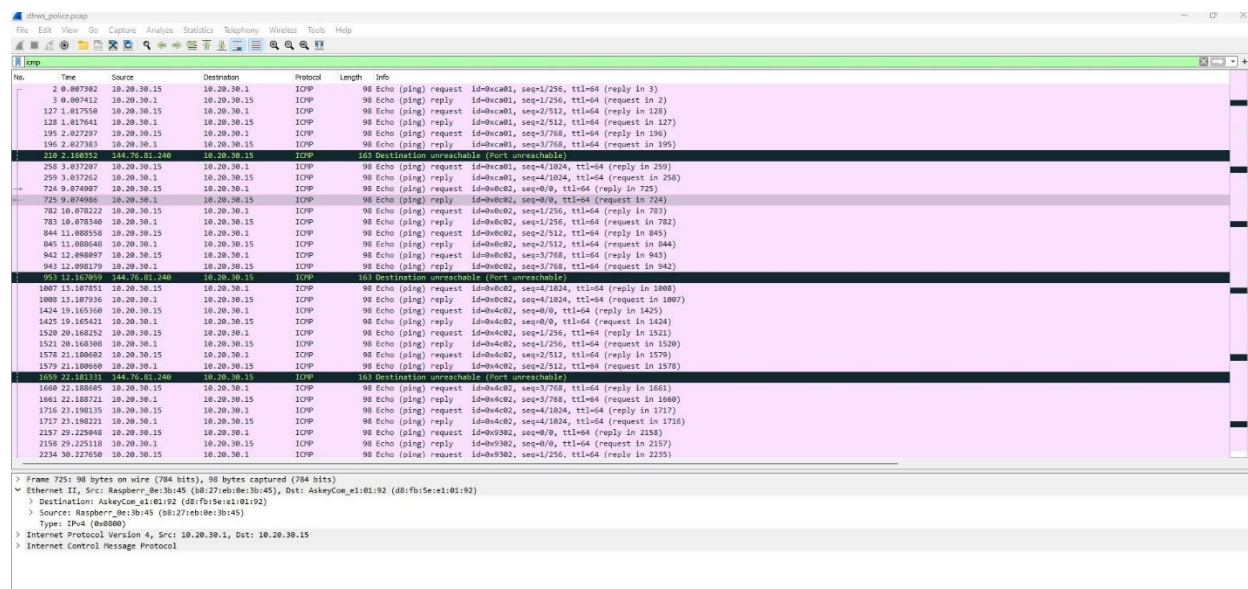 dfrws_police.pcap
File Edit View Go Capture Analyze Statistics Telephony Wireless Tools Help
icmp
No. Time Source Destination Protocol Length Info
2 0.007302 10.20.30.15 10.20.30.1 ICMP 98 Echo (ping) request id=0xca01, seq=1/256, ttl=64 (reply in 3)
3 0.007412 10.20.30.1 10.20.30.15 ICMP 98 Echo (ping) reply id=0xca01, seq=1/256, ttl=64 (request in 2)
127 1.017550 10.20.30.15 10.20.30.1 ICMP 98 Echo (ping) request id=0xca01, seq=2/512, ttl=64 (reply in 128)
128 1.017641 10.20.30.1 10.20.30.15 ICMP 98 Echo (ping) reply id=0xca01, seq=2/512, ttl=64 (request in 127)
195 2.027297 10.20.30.15 10.20.30.1 ICMP 98 Echo (ping) request id=0xca01, seq=3/768, ttl=64 (reply in 196)
196 2.027383 10.20.30.1 10.20.30.15 ICMP 98 Echo (ping) reply id=0xca01, seq=3/768, ttl=64 (request in 195)
210 2.160352 144.76.81.240 10.20.30.15 ICMP 163 Destination unreachable (Port unreachable)
258 3.037207 10.20.30.15 10.20.30.1 ICMP 98 Echo (ping) request id=0xca01, seq=4/1024, ttl=64 (reply in 259)
259 3.037262 10.20.30.1 10.20.30.15 ICMP 98 Echo (ping) reply id=0xca01, seq=4/1024, ttl=64 (request in 258)
724 9.074907 10.20.30.15 10.20.30.1 ICMP 98 Echo (ping) request id=0x0c02, seq=0/0, ttl=64 (reply in 725)
725 9.074986 10.20.30.1 10.20.30.15 ICMP 98 Echo (ping) reply id=0x0c02, seq=0/0, ttl=64 (request in 724)
782 10.078222 10.20.30.15 10.20.30.1 ICMP 98 Echo (ping) request id=0x0c02, seq=1/256, ttl=64 (reply in 783)
783 10.078340 10.20.30.1 10.20.30.15 ICMP 98 Echo (ping) reply id=0x0c02, seq=1/256, ttl=64 (request in 782)
844 11.088558 10.20.30.15 10.20.30.1 ICMP 98 Echo (ping) request id=0x0c02, seq=2/512, ttl=64 (reply in 845)
845 11.088648 10.20.30.1 10.20.30.15 ICMP 98 Echo (ping) reply id=0x0c02, seq=2/512, ttl=64 (request in 844)
942 12.098097 10.20.30.15 10.20.30.1 ICMP 98 Echo (ping) request id=0x0c02, seq=3/768, ttl=64 (reply in 943)
943 12.098179 10.20.30.1 10.20.30.15 ICMP 98 Echo (ping) reply id=0x0c02, seq=3/768, ttl=64 (request in 942)
953 12.167059 144.76.81.240 10.20.30.15 ICMP 163 Destination unreachable (Port unreachable)
1007 13.107851 10.20.30.15 10.20.30.1 ICMP 98 Echo (ping) request id=0x0c02, seq=4/1024, ttl=64 (reply in 1008)
1008 13.107936 10.20.30.1 10.20.30.15 ICMP 98 Echo (ping) reply id=0x0c02, seq=4/1024, ttl=64 (request in 1007)
1424 19.165360 10.20.30.15 10.20.30.1 ICMP 98 Echo (ping) request id=0x4c02, seq=0/0, ttl=64 (reply in 1425)
1425 19.165421 10.20.30.1 10.20.30.15 ICMP 98 Echo (ping) reply id=0x4c02, seq=0/0, ttl=64 (request in 1424)
1520 20.168252 10.20.30.15 10.20.30.1 ICMP 98 Echo (ping) request id=0x4c02, seq=1/256, ttl=64 (reply in 1521)
1521 20.168308 10.20.30.1 10.20.30.15 ICMP 98 Echo (ping) reply id=0x4c02, seq=1/256, ttl=64 (request in 1520)
1578 21.180602 10.20.30.15 10.20.30.1 ICMP 98 Echo (ping) request id=0x4c02, seq=2/512, ttl=64 (reply in 1579)
1579 21.180660 10.20.30.1 10.20.30.15 ICMP 98 Echo (ping) reply id=0x4c02, seq=2/512, ttl=64 (request in 1578)
1659 22.181331 144.76.81.240 10.20.30.15 ICMP 163 Destination unreachable (Port unreachable)
1660 22.188605 10.20.30.15 10.20.30.1 ICMP 98 Echo (ping) request id=0x4c02, seq=3/768, ttl=64 (reply in 1661)
1661 22.188721 10.20.30.1 10.20.30.15 ICMP 98 Echo (ping) reply id=0x4c02, seq=3/768, ttl=64 (request in 1660)
1716 23.198135 10.20.30.15 10.20.30.1 ICMP 98 Echo (ping) request id=0x4c02, seq=4/1024, ttl=64 (reply in 1717)
1717 23.198221 10.20.30.1 10.20.30.15 ICMP 98 Echo (ping) reply id=0x4c02, seq=4/1024, ttl=64 (request in 1716)
2157 29.225048 10.20.30.15 10.20.30.1 ICMP 98 Echo (ping) request id=0x9302, seq=0/0, ttl=64 (reply in 2158)
2158 29.225118 10.20.30.1 10.20.30.15 ICMP 98 Echo (ping) reply id=0x9302, seq=0/0, ttl=64 (request in 2157)
2234 30.227650 10.20.30.15 10.20.30.1 ICMP 98 Echo (ping) request id=0x9302, seq=1/256, ttl=64 (reply in 2235)
Frame 725: 98 bytes on wire (784 bits), 98 bytes captured (784 bits)
Ethernet II, Src: Raspberr_0e:3b:45 (b8:27:eb:0e:3b:45), Dst: AskeyCom_e1:01:92 (d8:fb:5e:e1:01:92)
Destination: AskeyCom_e1:01:92 (d8:fb:5e:e1:01:92)
Source: Raspberr_0e:3b:45 (b8:27:eb:0e:3b:45)
Type: IPv4 (0x0800)
Internet Protocol Version 4, Src: 10.20.30.1, Dst: 10.20.30.15
Internet Control Message Protocol